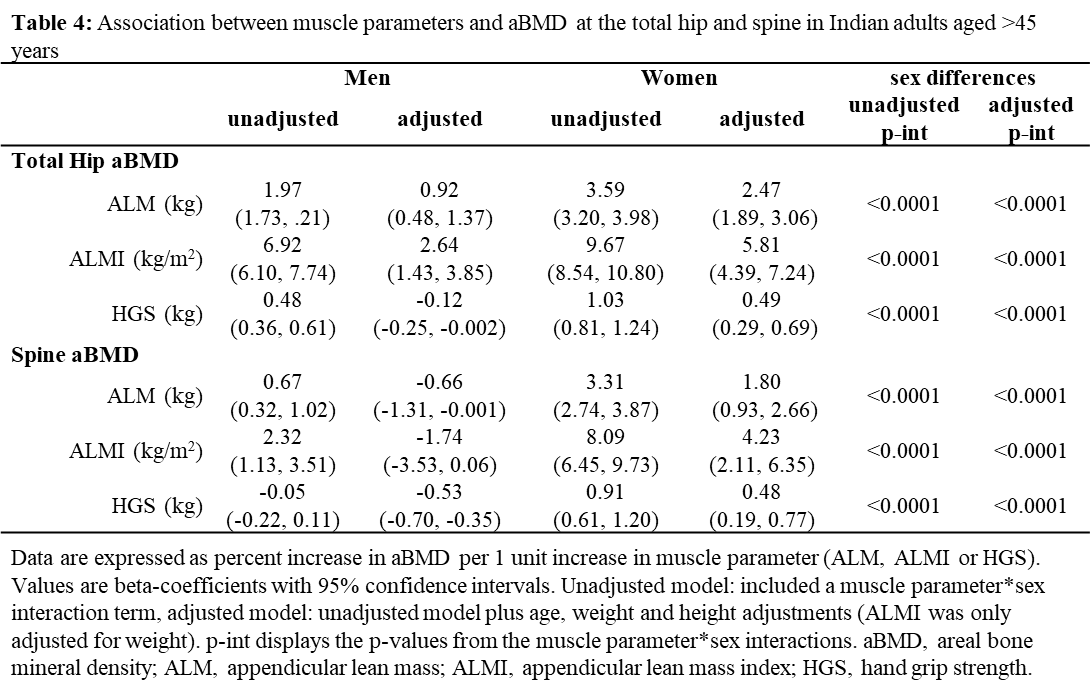 Table 4: Association between muscle parameters and aBMD at the total hip and spine in Indian adults aged >45
years
Men Women sex differences
unadjusted adjusted unadjusted adjusted unadjusted p-int adjusted p-int
Total Hip aBMD
ALM (kg) 1.97 0.92 3.59 2.47 <0.0001 <0.0001
(1.73, .21) (0.48, 1.37) (3.20, 3.98) (1.89, 3.06)
ALMI (kg/m²) 6.92 2.64 9.67 5.81 <0.0001 <0.0001
(6.10, 7.74) (1.43, 3.85) (8.54, 10.80) (4.39, 7.24)
HGS (kg) 0.48 -0.12 1.03 0.49 <0.0001 <0.0001
(0.36, 0.61) (-0.25, -0.002) (0.81, 1.24) (0.29, 0.69)
Spine aBMD
ALM (kg) 0.67 -0.66 3.31 1.80 <0.0001 <0.0001
(0.32, 1.02) (-1.31, -0.001) (2.74, 3.87) (0.93, 2.66)
ALMI (kg/m²) 2.32 -1.74 8.09 4.23 <0.0001 <0.0001
(1.13, 3.51) (-3.53, 0.06) (6.45, 9.73) (2.11, 6.35)
HGS (kg) -0.05 -0.53 0.91 0.48 <0.0001 <0.0001
(-0.22, 0.11) (-0.70, -0.35) (0.61, 1.20) (0.19, 0.77)
Data are expressed as percent increase in aBMD per 1 unit increase in muscle parameter (ALM, ALMI or HGS).
Values are beta-coefficients with 95% confidence intervals. Unadjusted model: included a muscle parameter*sex
interaction term, adjusted model: unadjusted model plus age, weight and height adjustments (ALMI was only
adjusted for weight). p-int displays the p-values from the muscle parameter*sex interactions. aBMD, areal bone
mineral density; ALM, appendicular lean mass; ALMI, appendicular lean mass index; HGS, hand grip strength.